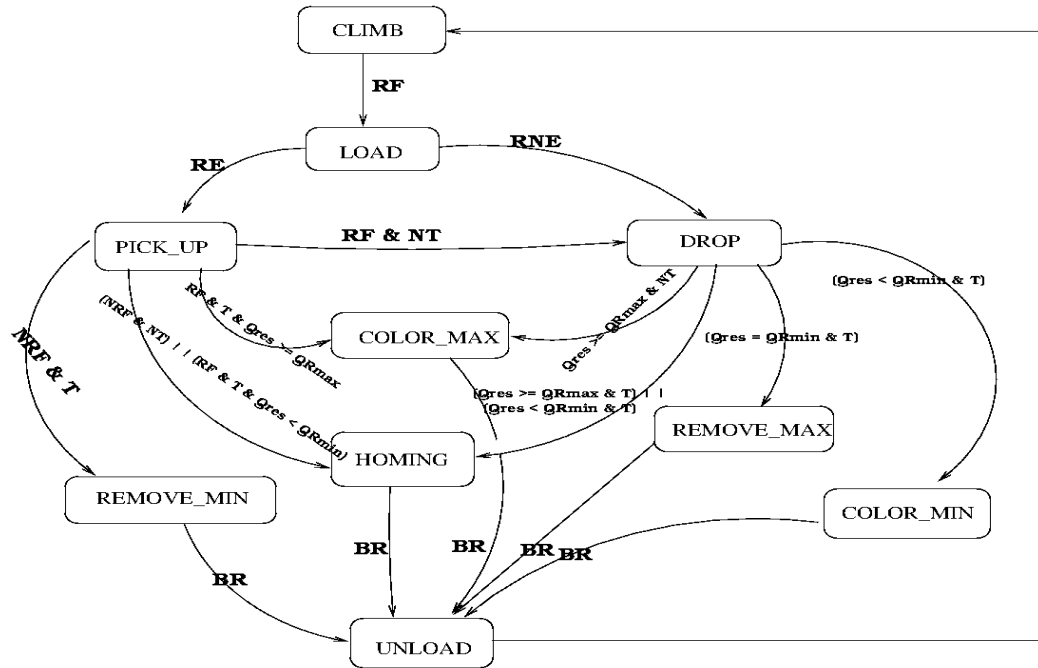 CLIMB
RF
LOAD
RE
RNE
PICK_UP
RF & NT
DROP
(Qres < QRmin & T)
RF & T & Qres >= QRmax
Qres >= QRmax & NT
(NRF & NT) | | (RF & T & Qres < QRmin)
COLOR_MAX
(Qres = QRmin & T)
NRF & T
(Qres >= QRmax & T) | |
(Qres < QRmin & T)
REMOVE_MAX
HOMING
REMOVE_MIN
COLOR_MIN
BR
BR
BR
BR
BR
UNLOAD